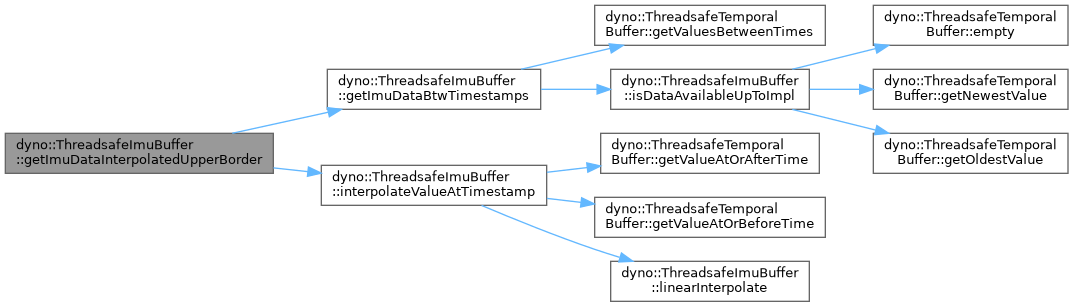 dyno::ThreadsafeImuBuffer
::getImuDataInterpolatedUpperBorder
dyno::ThreadsafeImuBuffer
::getImuDataBtwTimestamps
dyno::ThreadsafeTemporal
Buffer::getValuesBetweenTimes
dyno::ThreadsafeImuBuffer
::isDataAvailableUpToImpl
dyno::ThreadsafeTemporal
Buffer::empty
dyno::ThreadsafeTemporal
Buffer::getNewestValue
dyno::ThreadsafeTemporal
Buffer::getOldestValue
dyno::ThreadsafeImuBuffer
::interpolateValueAtTimestamp
dyno::ThreadsafeTemporal
Buffer::getValueAtOrAfterTime
dyno::ThreadsafeTemporal
Buffer::getValueAtOrBeforeTime
dyno::ThreadsafeImuBuffer
::linearInterpolate